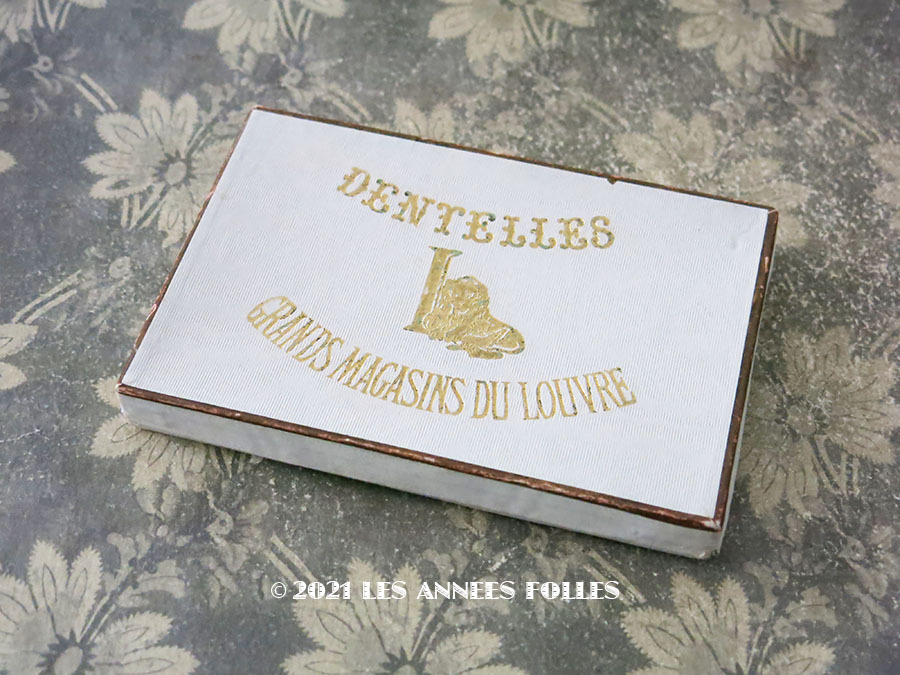 DENTELLES
L
GRANDS MAGASINS DU LOUVRE
© 2021 LES ANNEES FOLLES